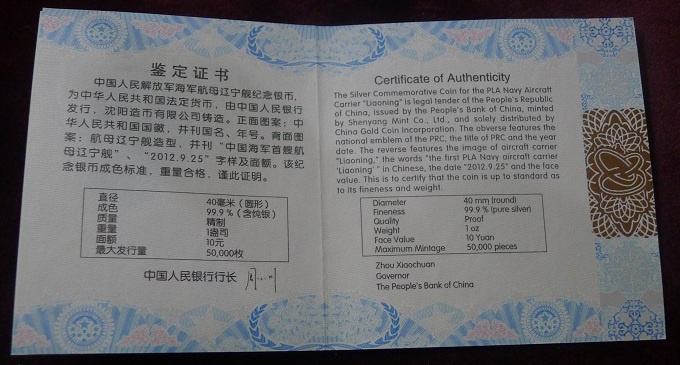 鉴定证书
中国人民解放军海军航母辽宁舰纪念银币,
为中华人民共和国法定货币，由中国人民银行
发行，沈阳造币有限公司铸造。正面图案：中
华人民共和国国徽，并刊国名、年号。背面图
案：航母辽宁舰造型，并刊“中国海军首艘航
母辽宁舰”、“2012.9.25”字样及面额。该纪
念银币成色标准，重量合格，谨此证明。
直径 40毫米（圆形）
成色 99.9％（含纯银）
质量 精制
重量 1盎司
面额 10元
最大发行量 50,000枚
中国人民银行行长
Certificate of Authenticity
The Silver Commemorative Coin for the PLA Navy Aircraft
Carrier "Liaoning" is legal tender of the People's Republic
of China, issued by the People's Bank of China, minted
by Shenyang Mint Co., Ltd., and solely distributed by
China Gold Coin Incorporation. The obverse features the
national emblem of the PRC, the title of PRC and the year
date. The reverse features the image of aircraft carrier
"Liaoning," the words "the first PLA Navy aircraft carrier
'Liaoning' " in Chinese, the date "2012.9.25" and the face
value. This is to certify that the coin is up to standard as
to its fineness and weight.
Diameter 40 mm (round)
Fineness 99.9 % (pure silver)
Quality Proof
Weight 1 oz
Face Value 10 Yuan
Maximum Mintage 50,000 pieces
Zhou Xiaochuan
Governor
The People's Bank of China